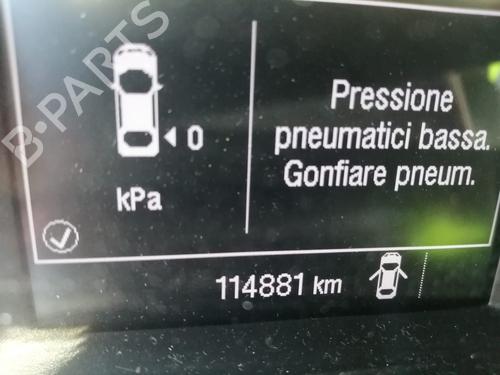 B-PARTS
Pressione
pneumatici bassa.
Gonfiare pneum.
0
kPa
114881 km